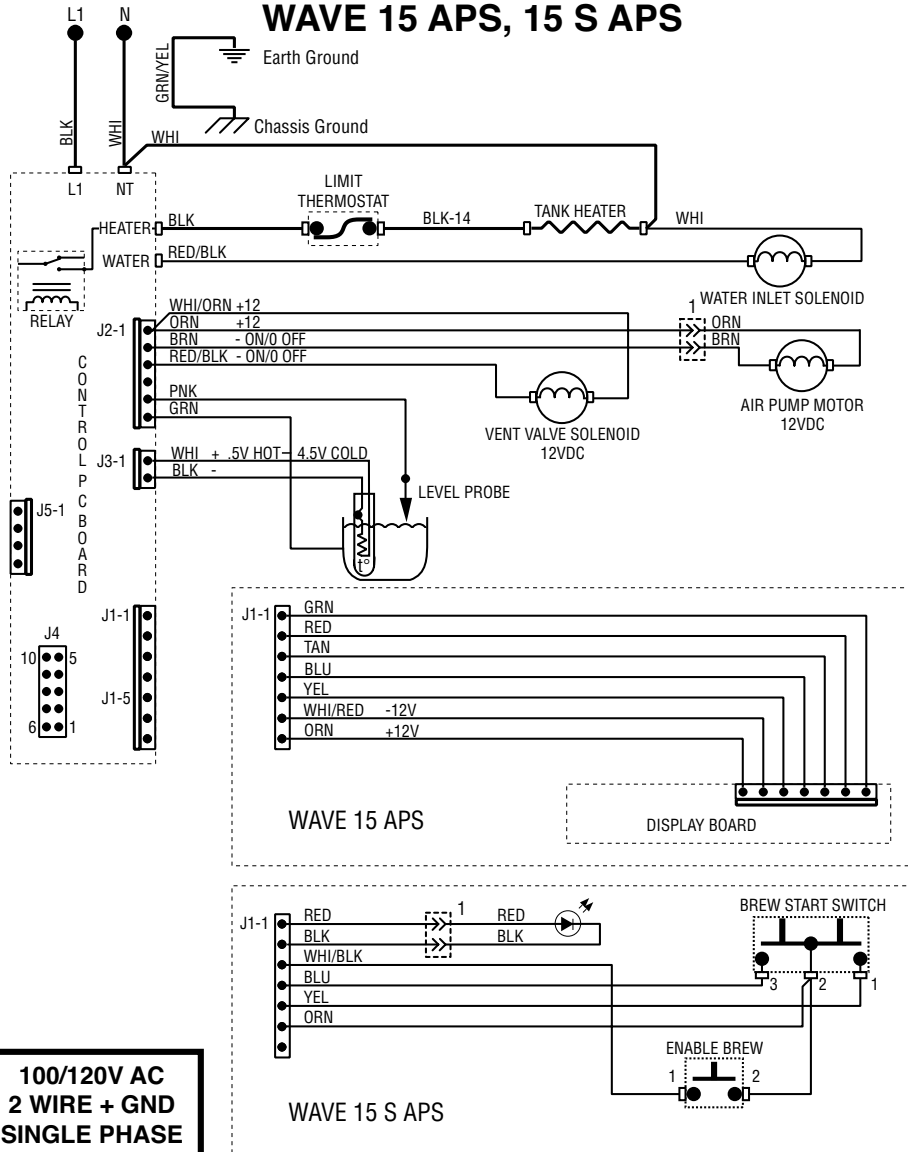 WAVE 15 APS, 15 S APS
L1
N
GRN/YEL
Earth Ground
Chassis Ground
BLK
WHI
WHI
L1
NT
LIMIT
THERMOSTAT
HEATER
BLK
BLK-14
TANK HEATER
WHI
WATER
RED/BLK
WATER INLET SOLENOID
RELAY
WHI/ORN +12
J2-1
ORN +12
BRN - ON/0 OFF
RED/BLK - ON/0 OFF
1
ORN
BRN
AIR PUMP MOTOR
12VDC
PNK
GRN
VENT VALVE SOLENOID
12VDC
CONTROL PC BOARD
J3-1
WHI + .5V HOT– 4.5V COLD
BLK -
LEVEL PROBE
t°
J5-1
J1-1
J4
10
5
J1-5
6
1
J1-1
GRN
RED
TAN
BLU
YEL
WHI/RED -12V
ORN +12V
WAVE 15 APS
DISPLAY BOARD
J1-1
RED
1
RED
BLK
BLK
WHI/BLK
BLU
YEL
ORN
BREW START SWITCH
3
2
1
ENABLE BREW
1
2
WAVE 15 S APS
100/120V AC
2 WIRE + GND
SINGLE PHASE